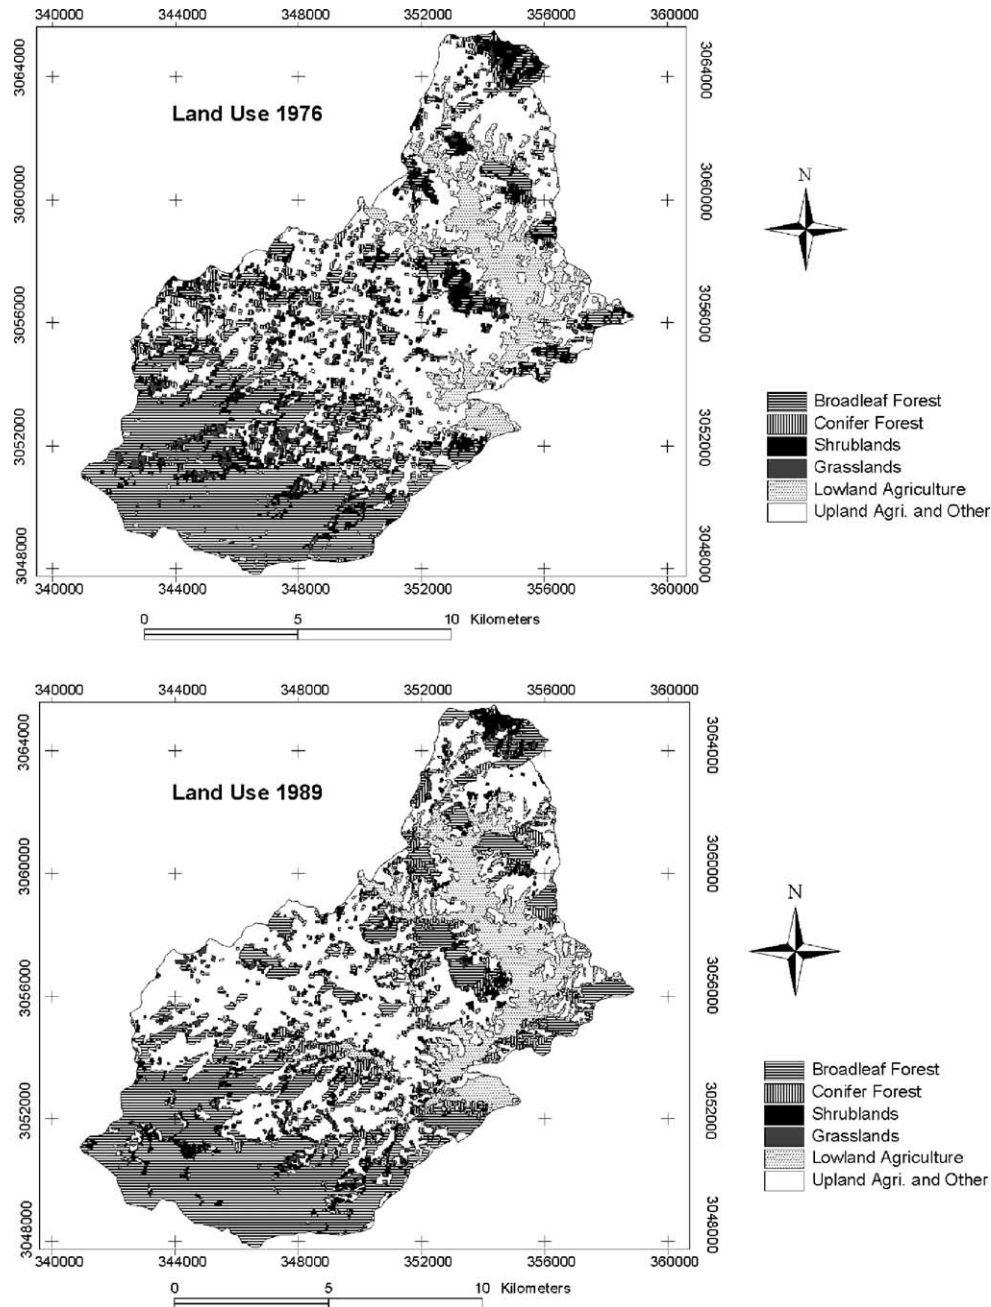 340000 344000 348000 352000 356000 360000
Land Use 1976
3064000
3060000
3056000
3052000
3048000
3064000
3060000
3056000
3052000
3048000
N
Broadleaf Forest
Conifer Forest
Shrublands
Grasslands
Lowland Agriculture
Upland Agri. and Other
340000 344000 348000 352000 356000 360000
0 5 10 Kilometers
340000 344000 348000 352000 356000 360000
Land Use 1989
3064000
3060000
3056000
3052000
3048000
3064000
3060000
3056000
3052000
3048000
N
Broadleaf Forest
Conifer Forest
Shrublands
Grasslands
Lowland Agriculture
Upland Agri. and Other
340000 344000 348000 352000 356000 360000
0 5 10 Kilometers